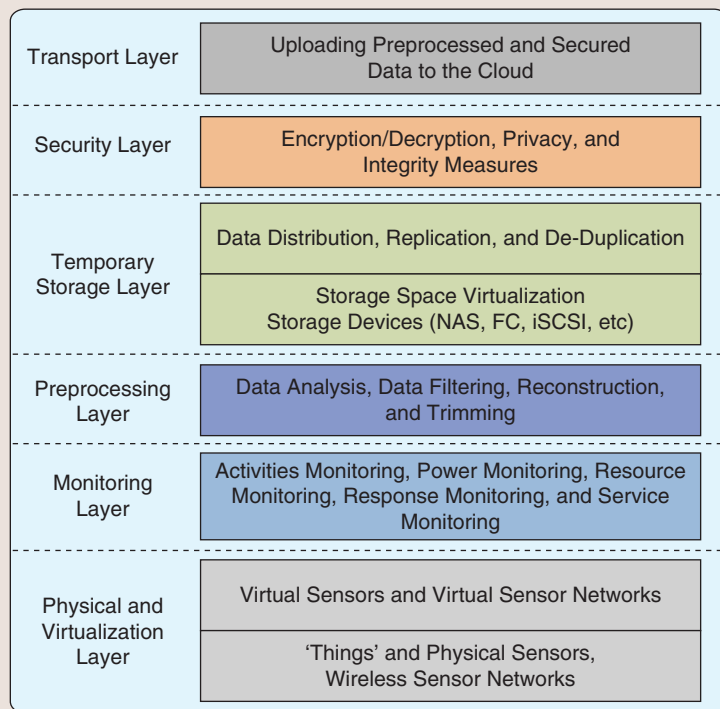 Transport Layer
Uploading Preprocessed and Secured
Data to the Cloud
Security Layer
Encryption/Decryption, Privacy, and
Integrity Measures
Temporary
Storage Layer
Data Distribution, Replication, and De-Duplication
Storage Space Virtualization
Storage Devices (NAS, FC, iSCSI, etc)
Preprocessing
Layer
Data Analysis, Data Filtering, Reconstruction,
and Trimming
Monitoring
Layer
Activities Monitoring, Power Monitoring, Resource
Monitoring, Response Monitoring, and Service
Monitoring
Physical and
Virtualization
Layer
Virtual Sensors and Virtual Sensor Networks
‘Things’ and Physical Sensors,
Wireless Sensor Networks